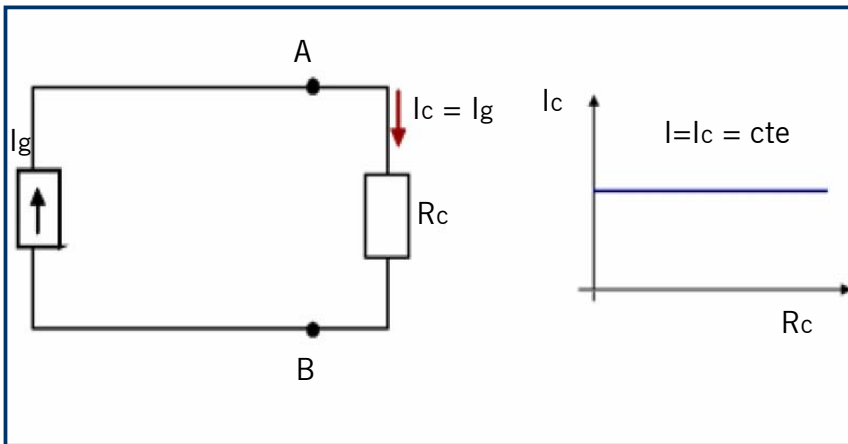 A
Ic = Ig
Ig
Rc
B
Ic
I=Ic = cte
Rc